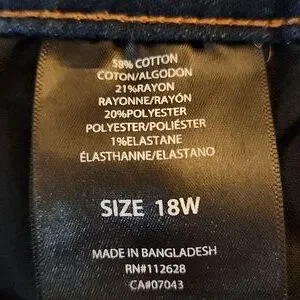 58% COTTON
COTON/ALGODON
21% RAYON
RAYONNE/RAYÓN
20% POLYESTER
POLYESTER/POLIÉSTER
1% ELASTANE
ÉLASTHANNE/ELASTANO
SIZE 18W
MADE IN BANGLADESH
RN#112628
CA#07043